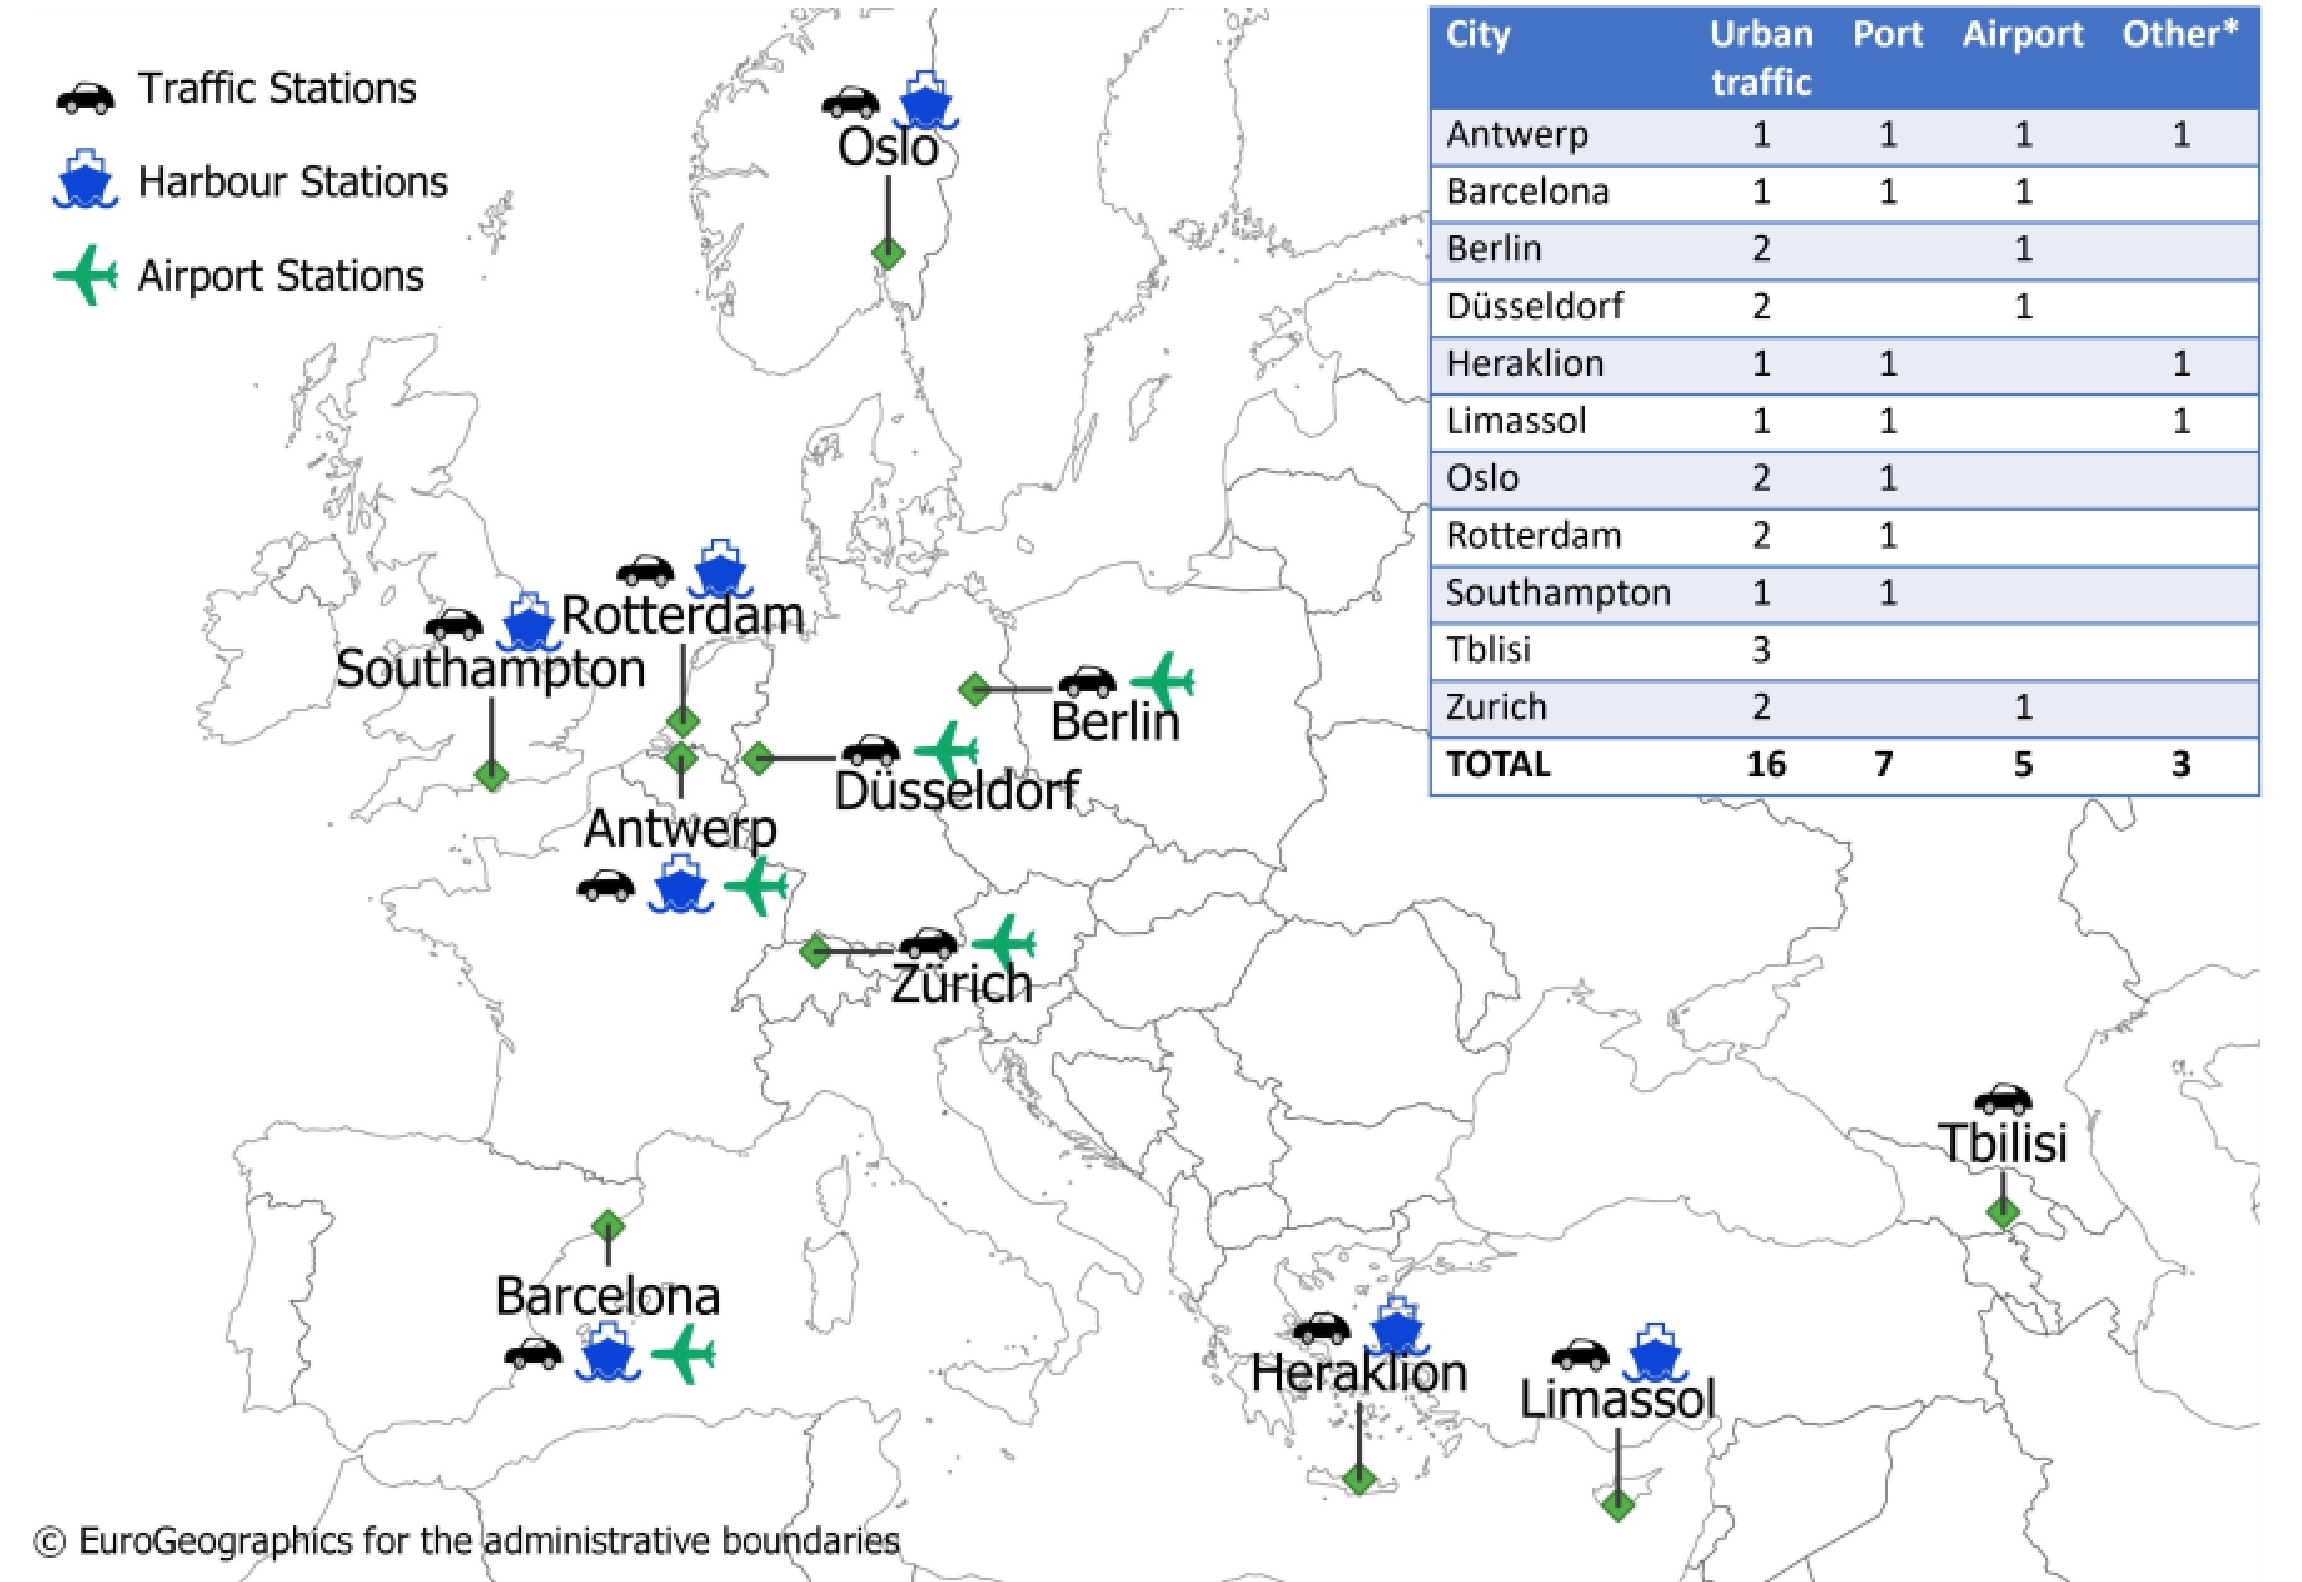 Traffic Stations
Harbour Stations
Airport Stations
Oslo
Rotterdam
Southampton
Berlin
Düsseldorf
Antwerp
Zürich
Tbilisi
Barcelona
Heraklion
Limassol
© EuroGeographics for the administrative boundaries
City Urban traffic Port Airport Other*
Antwerp 1 1 1 1
Barcelona 1 1 1
Berlin 2 1
Düsseldorf 2 1
Heraklion 1 1 1
Limassol 1 1 1
Oslo 2 1
Rotterdam 2 1
Southampton 1 1
Tblisi 3
Zurich 2 1
TOTAL 16 7 5 3